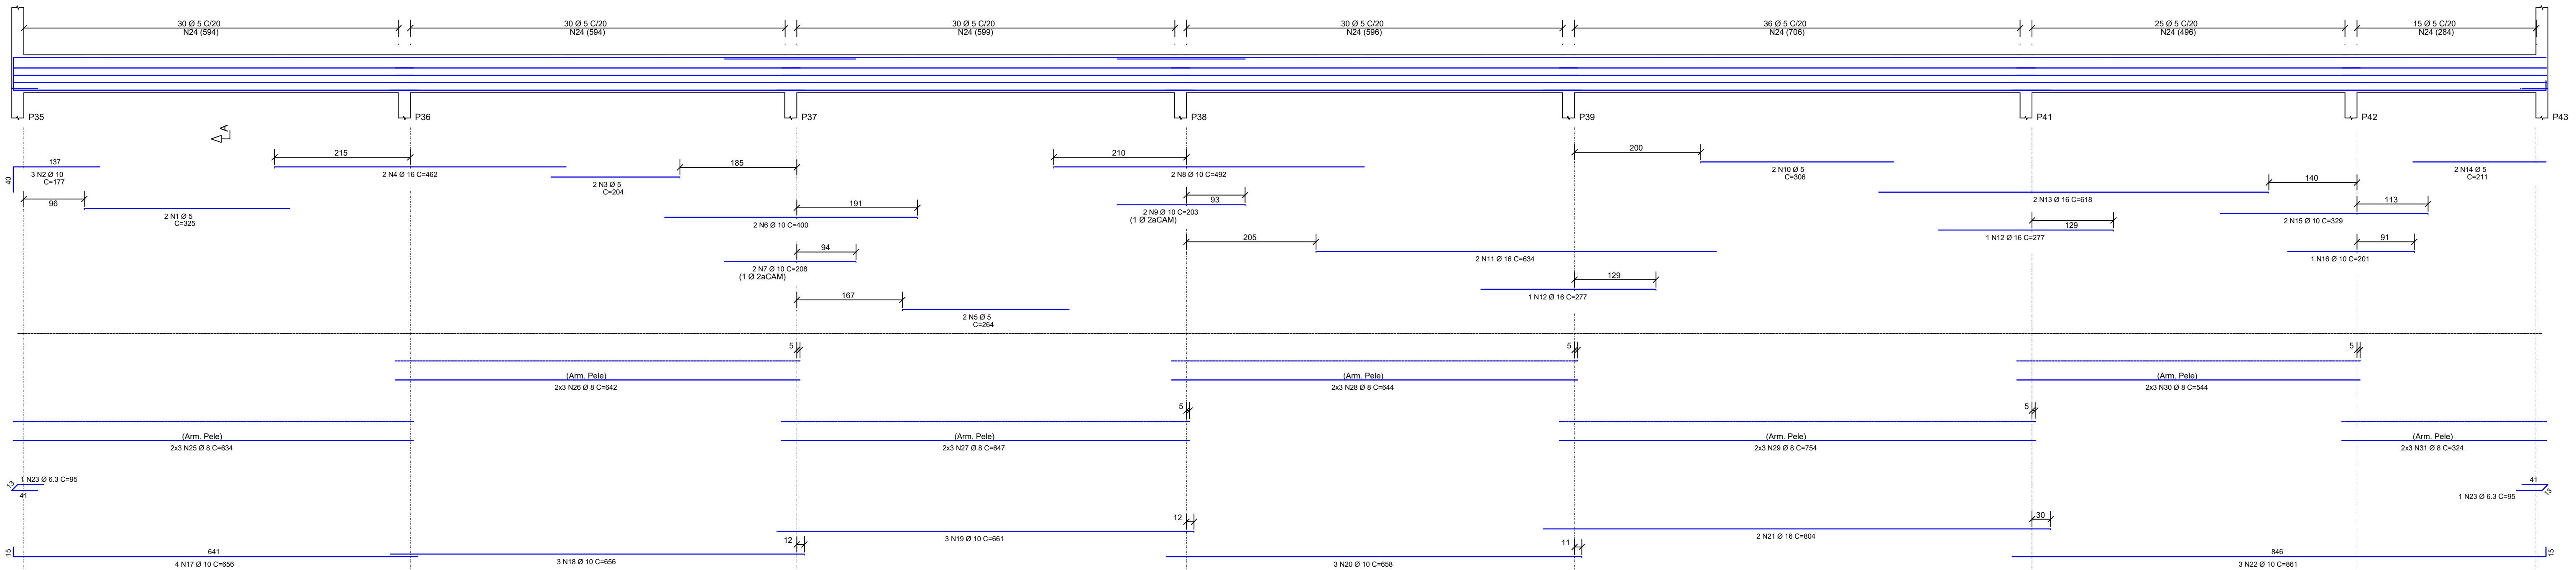 30 Ø 5 C/20
N24 (594)
30 Ø 5 C/20
N24 (594)
30 Ø 5 C/20
N24 (599)
30 Ø 5 C/20
N24 (596)
36 Ø 5 C/20
N24 (706)
25 Ø 5 C/20
N24 (496)
15 Ø 5 C/20
N24 (284)
P35
P36
P37
P38
P39
P41
P42
P43
A
137
40
3 N2 Ø 10
C=177
96
2 N1 Ø 5
C=325
215
2 N4 Ø 16 C=462
185
2 N3 Ø 5
C=204
191
2 N6 Ø 10 C=400
94
2 N7 Ø 10 C=208
(1 Ø 2aCAM)
167
2 N5 Ø 5
C=264
210
2 N8 Ø 10 C=492
93
2 N9 Ø 10 C=203
(1 Ø 2aCAM)
205
2 N11 Ø 16 C=634
129
1 N12 Ø 16 C=277
200
2 N10 Ø 5
C=306
2 N13 Ø 16 C=618
140
129
1 N12 Ø 16 C=277
113
2 N15 Ø 10 C=329
91
1 N16 Ø 10 C=201
2 N14 Ø 5
C=211
5
(Arm. Pele)
2x3 N26 Ø 8 C=642
5
(Arm. Pele)
2x3 N28 Ø 8 C=644
5
(Arm. Pele)
2x3 N30 Ø 8 C=544
(Arm. Pele)
2x3 N25 Ø 8 C=634
5
(Arm. Pele)
2x3 N27 Ø 8 C=647
5
(Arm. Pele)
2x3 N29 Ø 8 C=754
(Arm. Pele)
2x3 N31 Ø 8 C=324
13
1 N23 Ø 6.3 C=95
41
41
1 N23 Ø 6.3 C=95
13
15
641
4 N17 Ø 10 C=656
12
3 N18 Ø 10 C=656
12
3 N19 Ø 10 C=661
11
3 N20 Ø 10 C=658
30
2 N21 Ø 16 C=804
846
15
3 N22 Ø 10 C=861